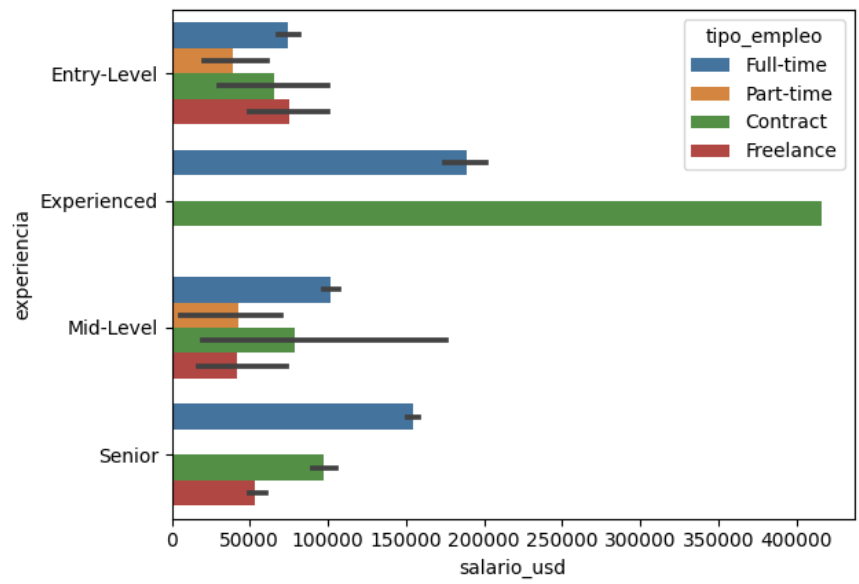 tipo_empleo
Full-time
Part-time
Contract
Freelance
Entry-Level
Experienced
Mid-Level
Senior
experiencia
0 50000 100000 150000 200000 250000 300000 350000 400000
salario_usd